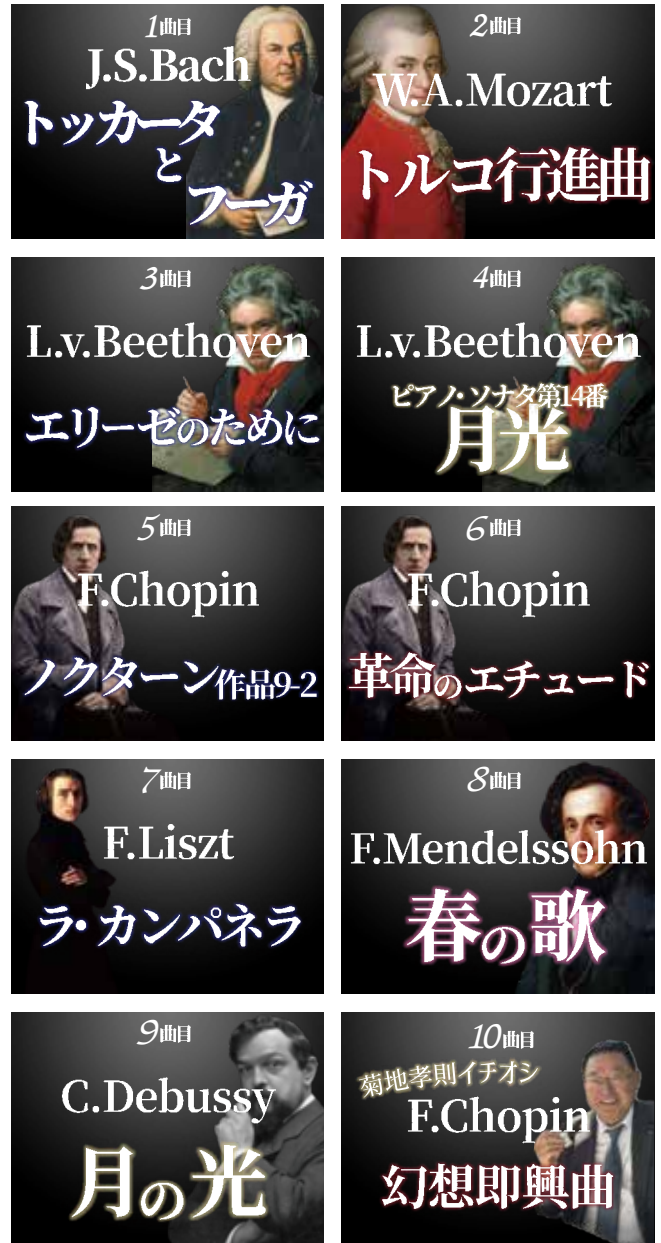 1曲目
J.S.Bach
トッカータ
と
フーガ
2曲目
W.A.Mozart
トルコ行進曲
3曲目
L.v.Beethoven
エリーゼのために
4曲目
L.v.Beethoven
ピアノ・ソナタ第14番
月光
5曲目
F.Chopin
ノクターン作品9-2
6曲目
F.Chopin
革命のエチュード
7曲目
F.Liszt
ラ・カンパネラ
8曲目
F.Mendelssohn
春の歌
9曲目
C.Debussy
月の光
10曲目
菊地孝則イチオシ
F.Chopin
幻想即興曲